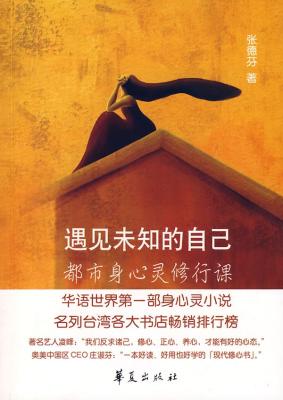 张德芬 著
遇见未知的自己
都市身心灵修行课
华语世界第一部身心灵小说
名列台湾各大书店畅销排行榜
著名艺人凌峰：“我们反求诸己，修心、正心、养心，才能有好的心态。”
奥美中国区CEO庄淑芬：“一本好读、好用也好学的「现代修心书」。”
华夏出版社